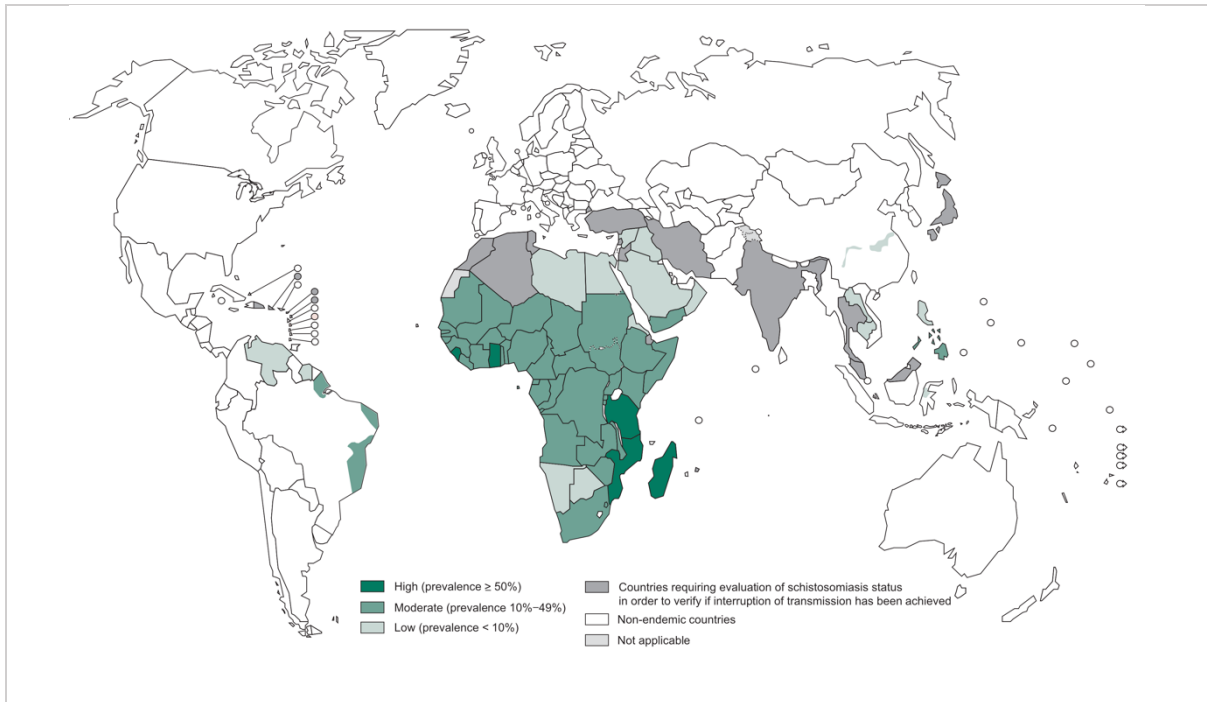 High (prevalence ≥ 50%)
Moderate (prevalence 10%–49%)
Low (prevalence < 10%)
Countries requiring evaluation of schistosomiasis status
in order to verify if interruption of transmission has been achieved
Non-endemic countries
Not applicable